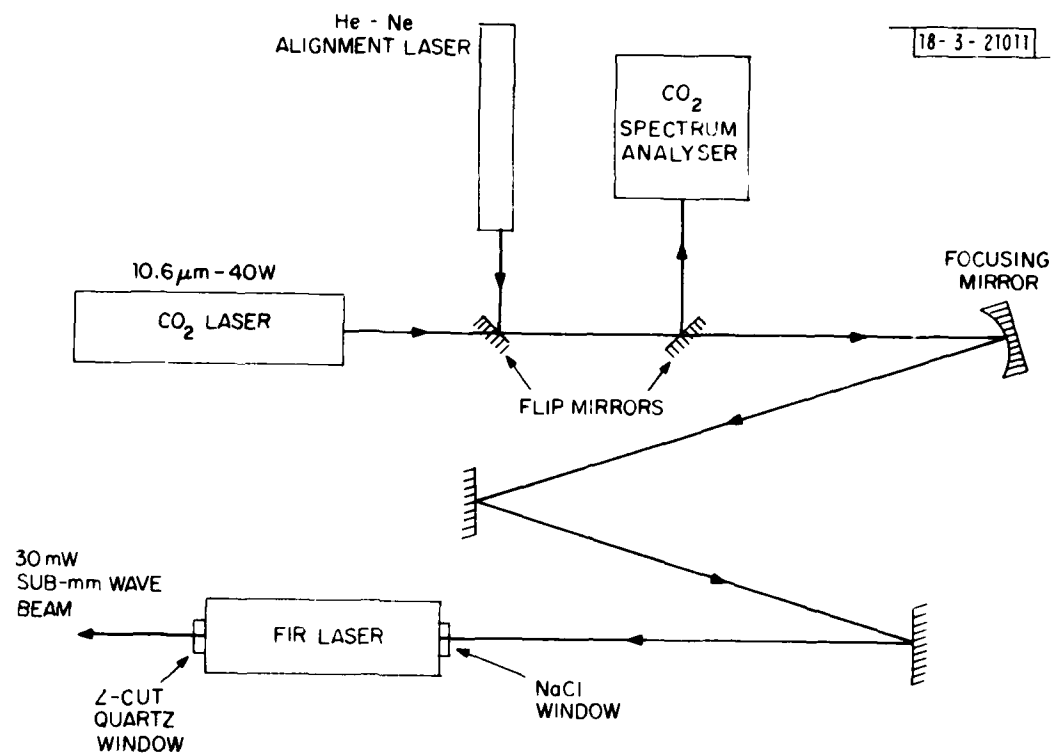 He - Ne
ALIGNMENT LASER
18-3-21011
CO2
SPECTRUM
ANALYSER
10.6μm-40W
CO2 LASER
FOCUSING
MIRROR
FLIP MIRRORS
30 mW
SUB-mm WAVE
BEAM
FIR LASER
Z-CUT
QUARTZ
WINDOW
NaCl
WINDOW